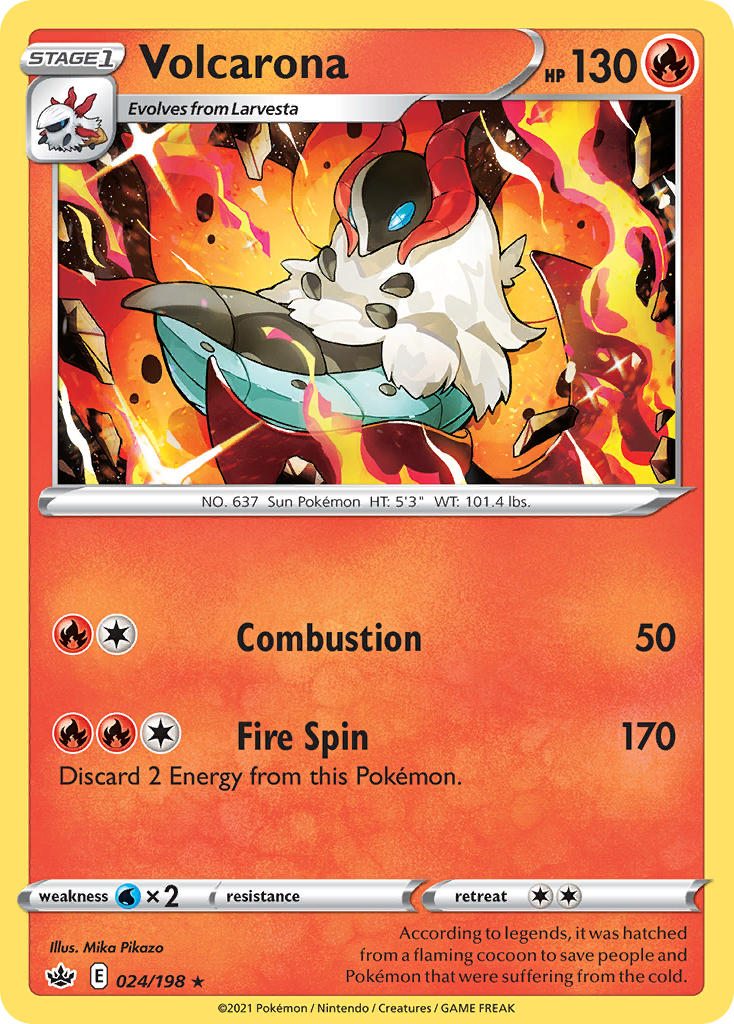 STAGE1
Volcarona
HP 130
Evolves from Larvesta
NO. 637 Sun Pokémon HT: 5'3" WT: 101.4 lbs.
Combustion 50
Fire Spin 170
Discard 2 Energy from this Pokémon.
weakness ×2 resistance retreat
Illus. Mika Pikazo
According to legends, it was hatched
from a flaming cocoon to save people and
Pokémon that were suffering from the cold.
E 024/198 ★
©2021 Pokémon / Nintendo / Creatures / GAME FREAK